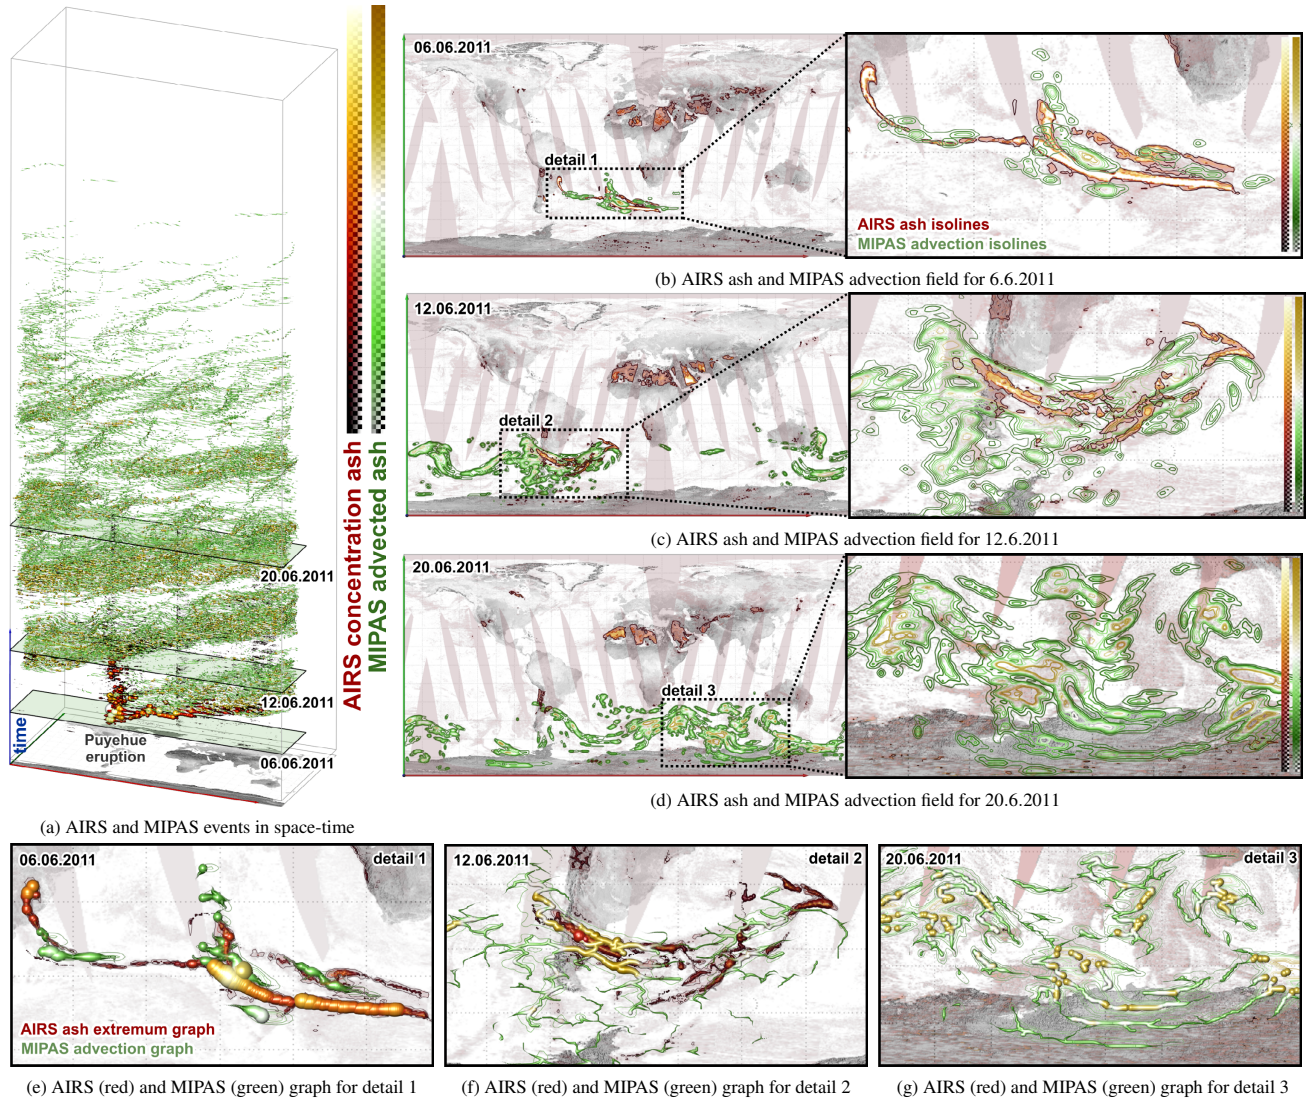 AIRS concentration ash
MIPAS advected ash
20.06.2011
12.06.2011
06.06.2011
Puyehue
eruption
time
(a) AIRS and MIPAS events in space-time
06.06.2011
detail 1
AIRS ash isolines
MIPAS advection isolines
(b) AIRS ash and MIPAS advection field for 6.6.2011
12.06.2011
detail 2
(c) AIRS ash and MIPAS advection field for 12.6.2011
20.06.2011
detail 3
(d) AIRS ash and MIPAS advection field for 20.6.2011
06.06.2011
detail 1
AIRS ash extremum graph
MIPAS advection graph
(e) AIRS (red) and MIPAS (green) graph for detail 1
12.06.2011
detail 2
(f) AIRS (red) and MIPAS (green) graph for detail 2
20.06.2011
detail 3
(g) AIRS (red) and MIPAS (green) graph for detail 3